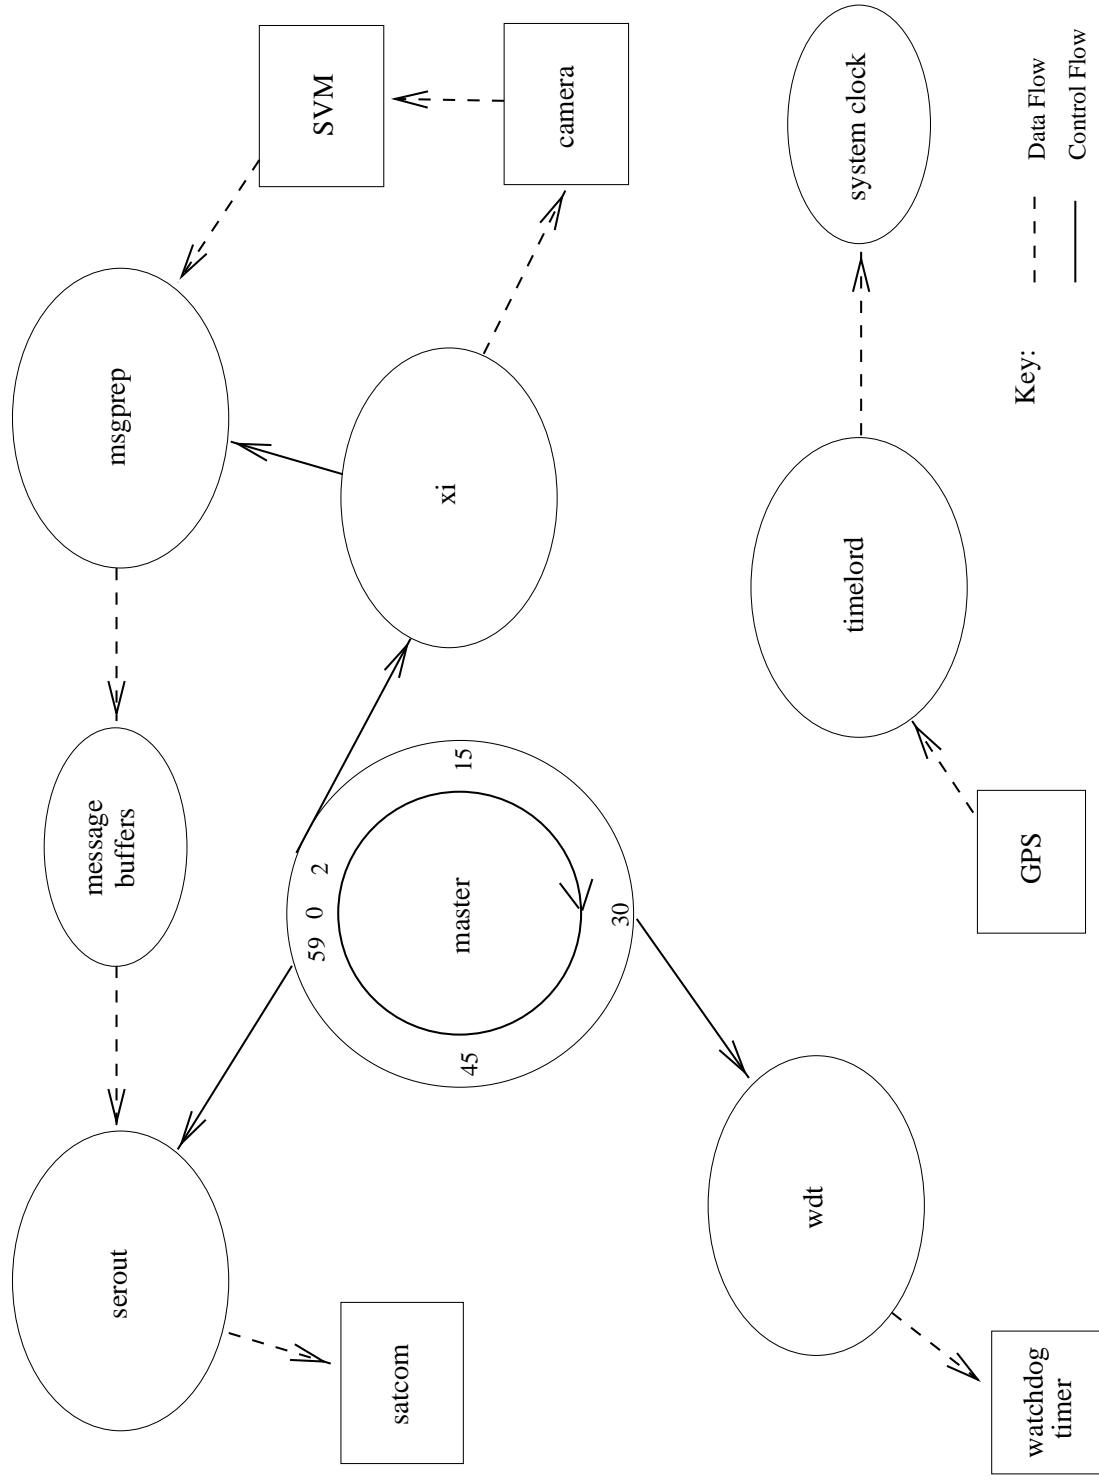 serout
message
buffers
msgprep
SVM
satcom
59
0
2
45
master
15
30
xi
camera
wdt
timelord
system clock
watchdog
timer
GPS
Key:
Data Flow
Control Flow